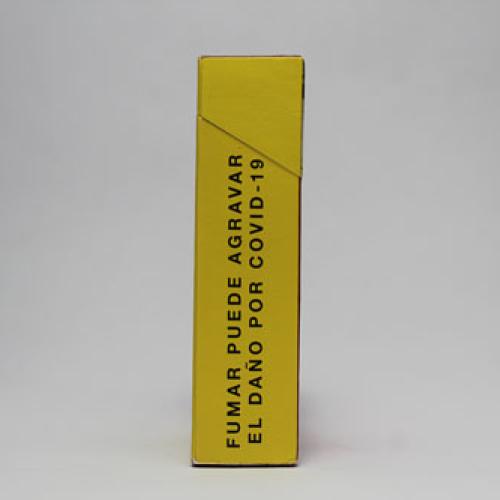 FUMAR PUEDE AGRAVAR
EL DAÑO POR COVID-19